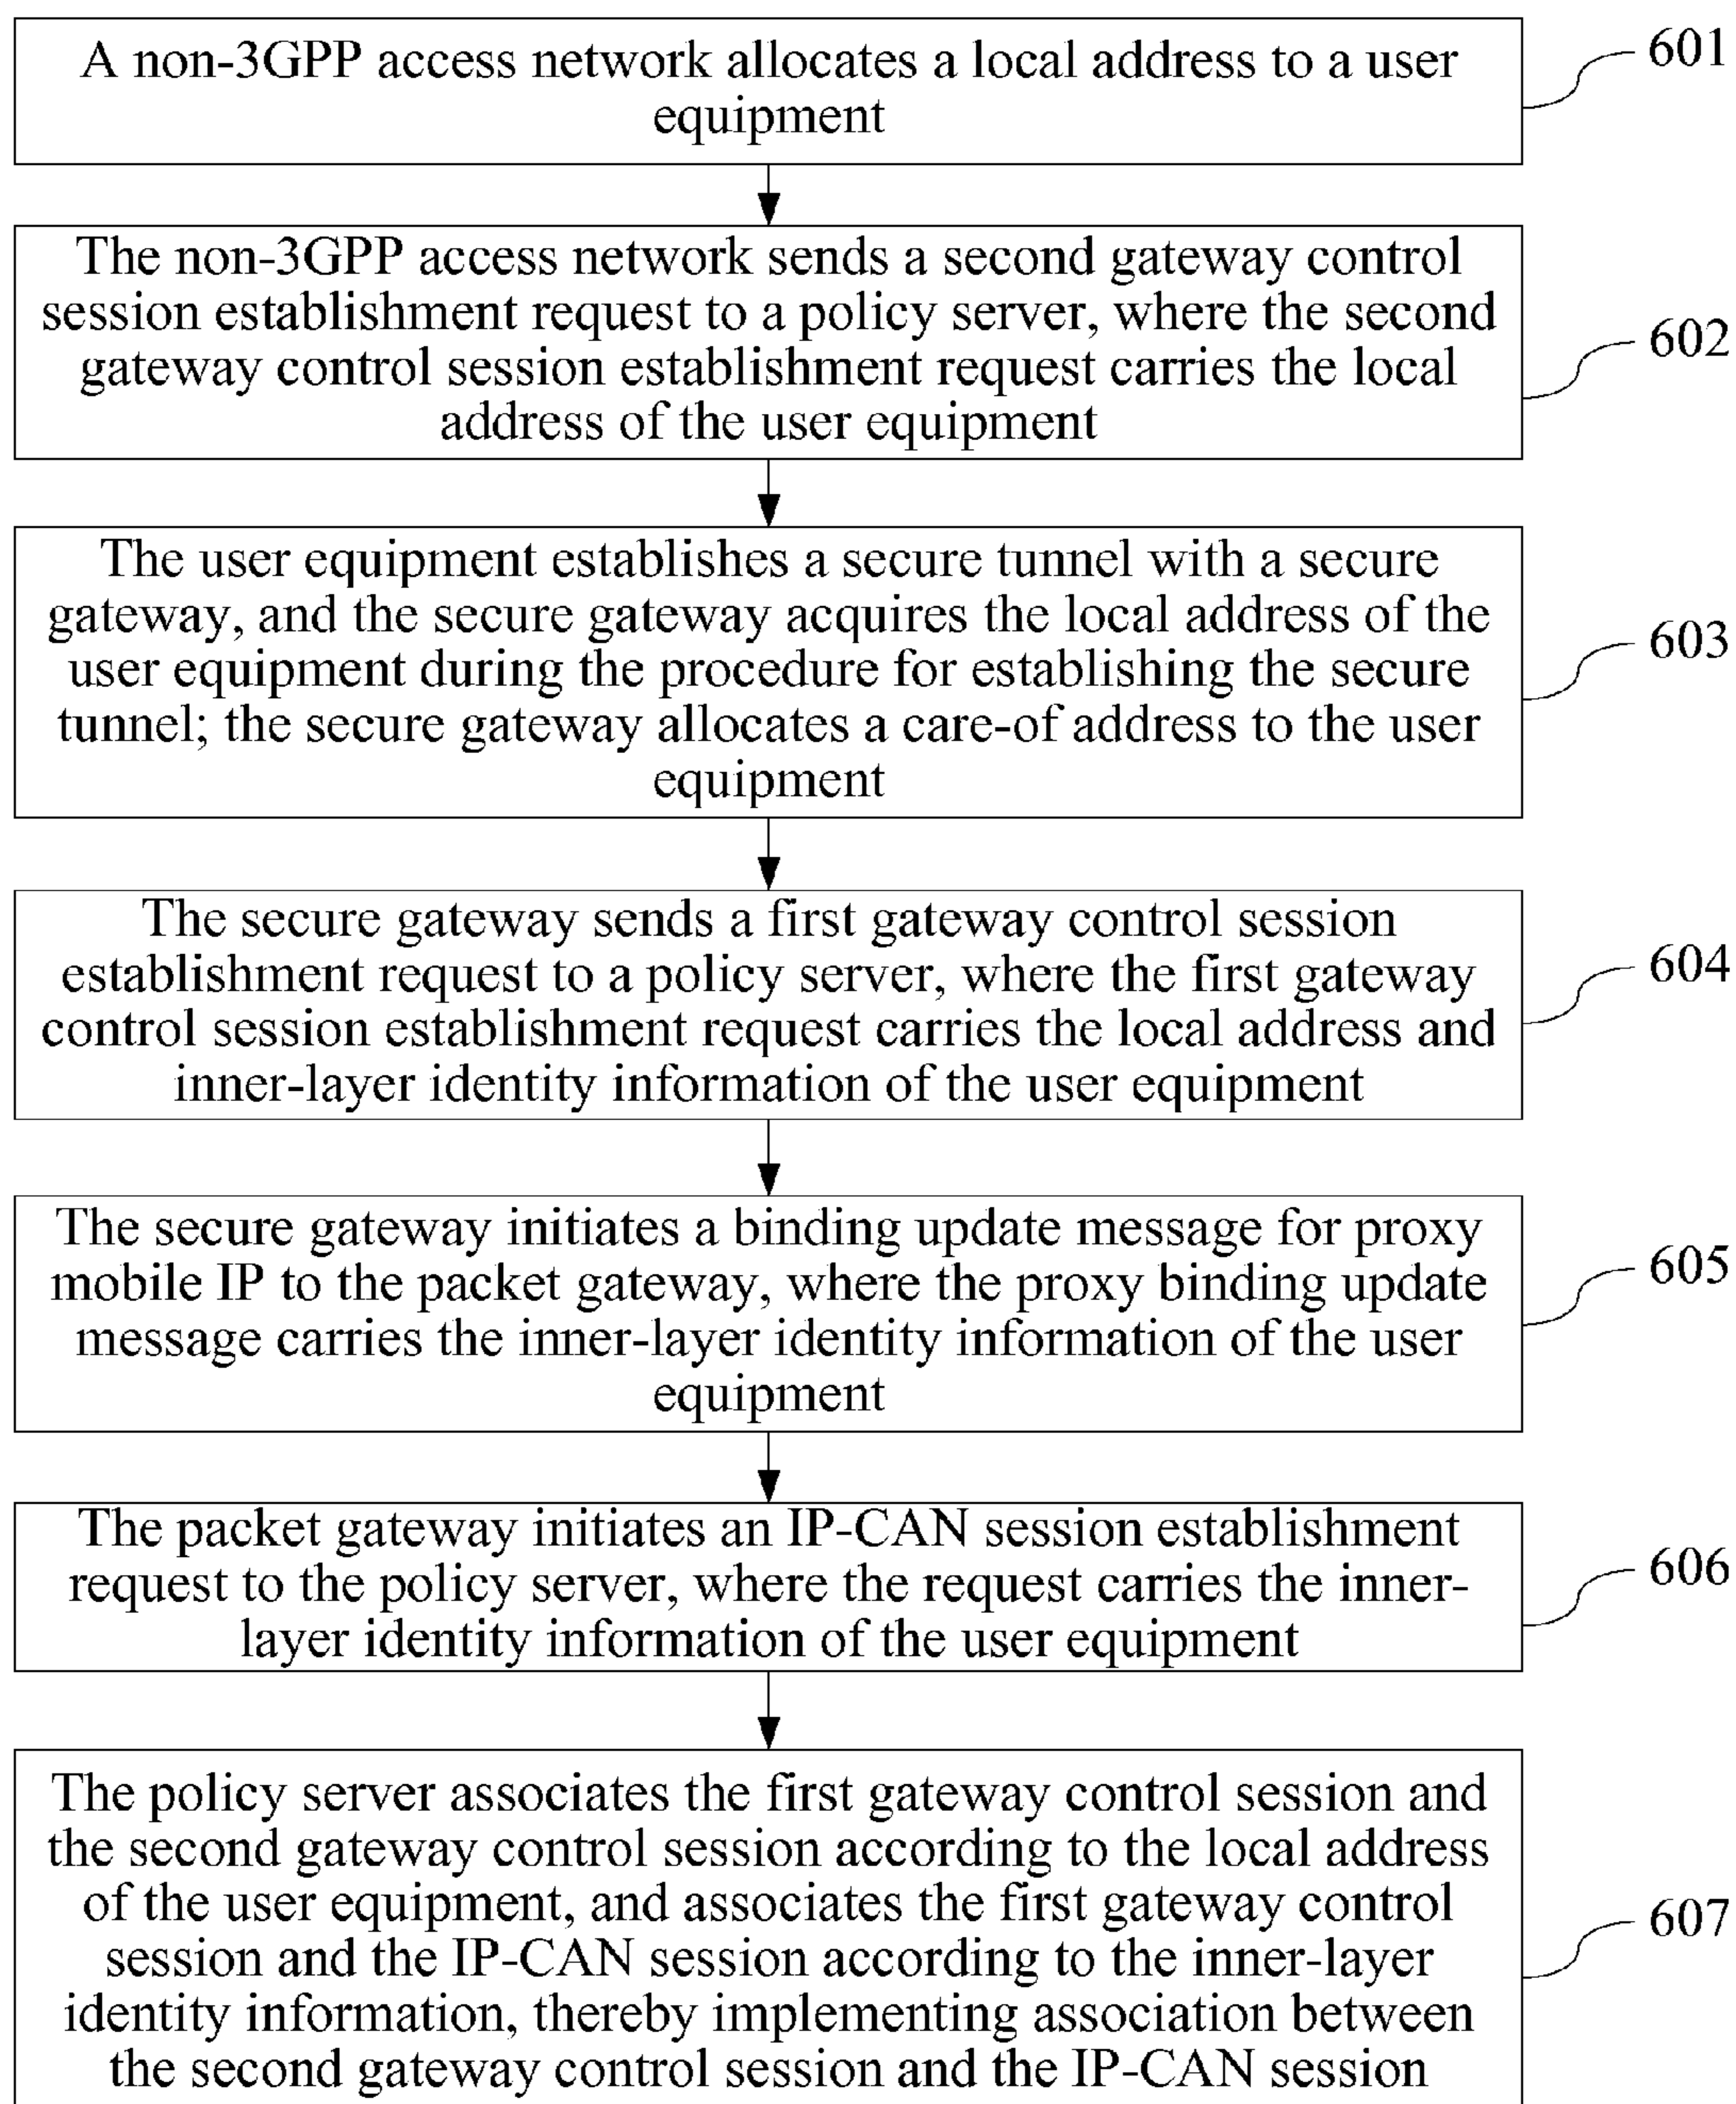 A non-3GPP access network allocates a local address to a user
equipment
601
The non-3GPP access network sends a second gateway control
session establishment request to a policy server, where the second
gateway control session establishment request carries the local
address of the user equipment
602
The user equipment establishes a secure tunnel with a secure
gateway, and the secure gateway acquires the local address of the
user equipment during the procedure for establishing the secure
tunnel; the secure gateway allocates a care-of address to the user
equipment
603
The secure gateway sends a first gateway control session
establishment request to a policy server, where the first gateway
control session establishment request carries the local address and
inner-layer identity information of the user equipment
604
The secure gateway initiates a binding update message for proxy
mobile IP to the packet gateway, where the proxy binding update
message carries the inner-layer identity information of the user
equipment
605
The packet gateway initiates an IP-CAN session establishment
request to the policy server, where the request carries the inner-
layer identity information of the user equipment
606
The policy server associates the first gateway control session and
the second gateway control session according to the local address
of the user equipment, and associates the first gateway control
session and the IP-CAN session according to the inner-layer
identity information, thereby implementing association between
the second gateway control session and the IP-CAN session
607